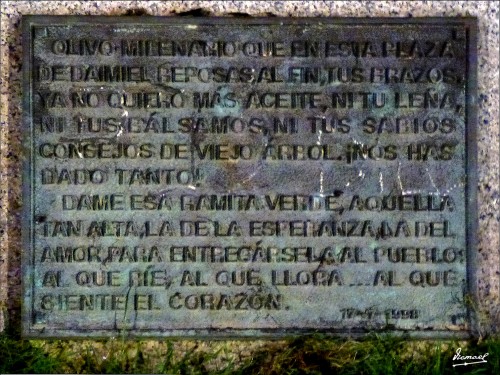 OLIVO MILENARIO QUE EN ESTA PLAZA
DE DAIMIEL REPOSAS AL FIN, TUS BRAZOS,
YA NO QUIERO MÁS ACEITE, NI TU LEÑA,
NI TUS BÁLSAMOS, NI TUS SABIOS
CONSEJOS DE VIEJO ÁRBOL. ¡NOS HAS
DADO TANTO!
DAME ESA RAMITA VERDE, AQUELLA
TAN ALTA, LA DE LA ESPERANZA, LA DEL
AMOR, PARA ENTREGÁRSELA AL PUEBLO:
AL QUE RÍE, AL QUE LLORA ... AL QUE
SIENTE EL CORAZÓN.
17-7-1998